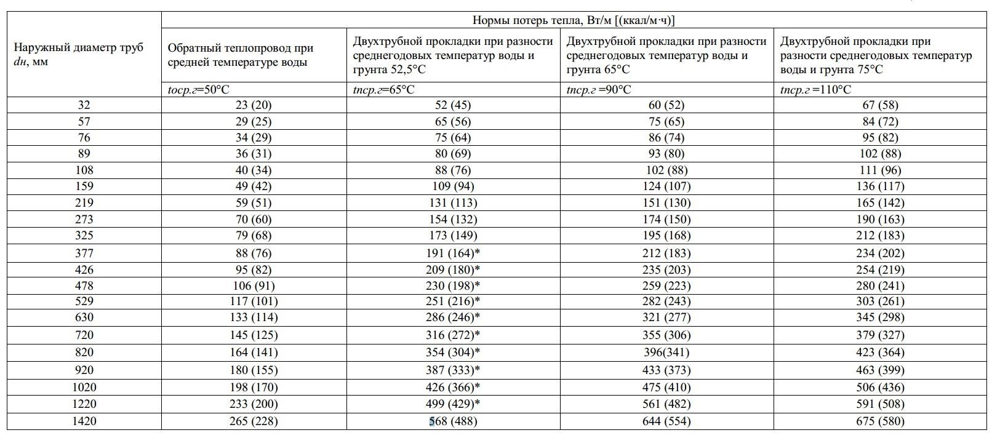 Нормы потерь тепла, Вт/м [(ккал/м·ч)]
Наружный диаметр труб
dн, мм
Обратный теплопровод при
средней температуре воды
Двухтрубной прокладки при разности
среднегодовых температур воды и
грунта 52,5°С
Двухтрубной прокладки при разности
среднегодовых температур воды и
грунта 65°С
Двухтрубной прокладки при
разности среднегодовых температур
воды и грунта 75°С
tоср.г=50°С tпср.г=65°С tпср.г =90°С tпср.г =110°С
32 23 (20) 52 (45) 60 (52) 67 (58)
57 29 (25) 65 (56) 75 (65) 84 (72)
76 34 (29) 75 (64) 86 (74) 95 (82)
89 36 (31) 80 (69) 93 (80) 102 (88)
108 40 (34) 88 (76) 102 (88) 111 (96)
159 49 (42) 109 (94) 124 (107) 136 (117)
219 59 (51) 131 (113) 151 (130) 165 (142)
273 70 (60) 154 (132) 174 (150) 190 (163)
325 79 (68) 173 (149) 195 (168) 212 (183)
377 88 (76) 191 (164)* 212 (183) 234 (202)
426 95 (82) 209 (180)* 235 (203) 254 (219)
478 106 (91) 230 (198)* 259 (223) 280 (241)
529 117 (101) 251 (216)* 282 (243) 303 (261)
630 133 (114) 286 (246)* 321 (277) 345 (298)
720 145 (125) 316 (272)* 355 (306) 379 (327)
820 164 (141) 354 (304)* 396(341) 423 (364)
920 180 (155) 387 (333)* 433 (373) 463 (399)
1020 198 (170) 426 (366)* 475 (410) 506 (436)
1220 233 (200) 499 (429)* 561 (482) 591 (508)
1420 265 (228) 568 (488) 644 (554) 675 (580)